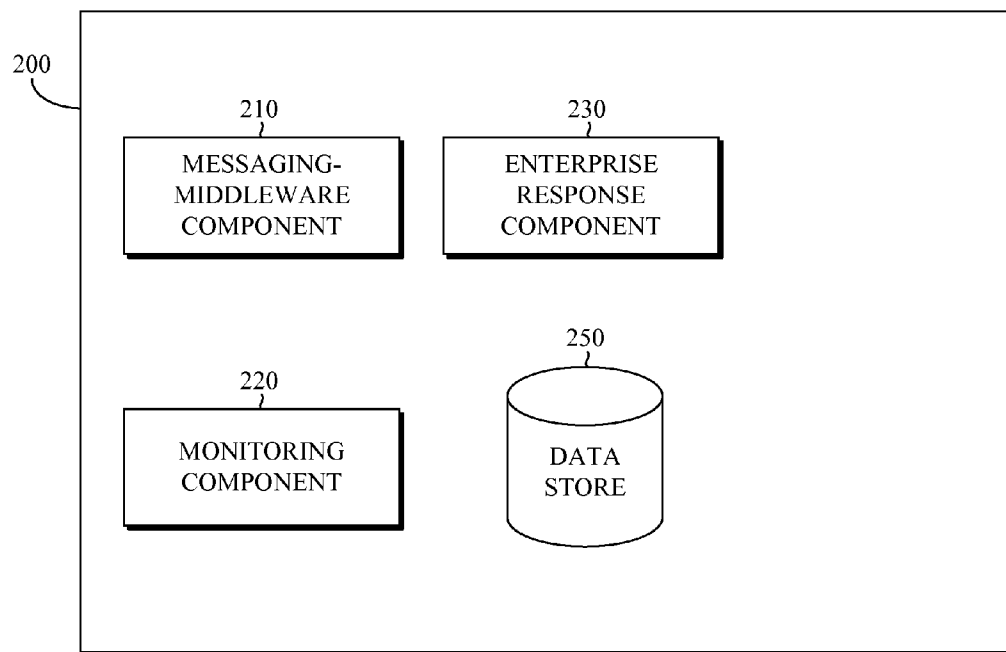 200
210
MESSAGING-
MIDDLEWARE
COMPONENT
230
ENTERPRISE
RESPONSE
COMPONENT
220
MONITORING
COMPONENT
250
DATA
STORE